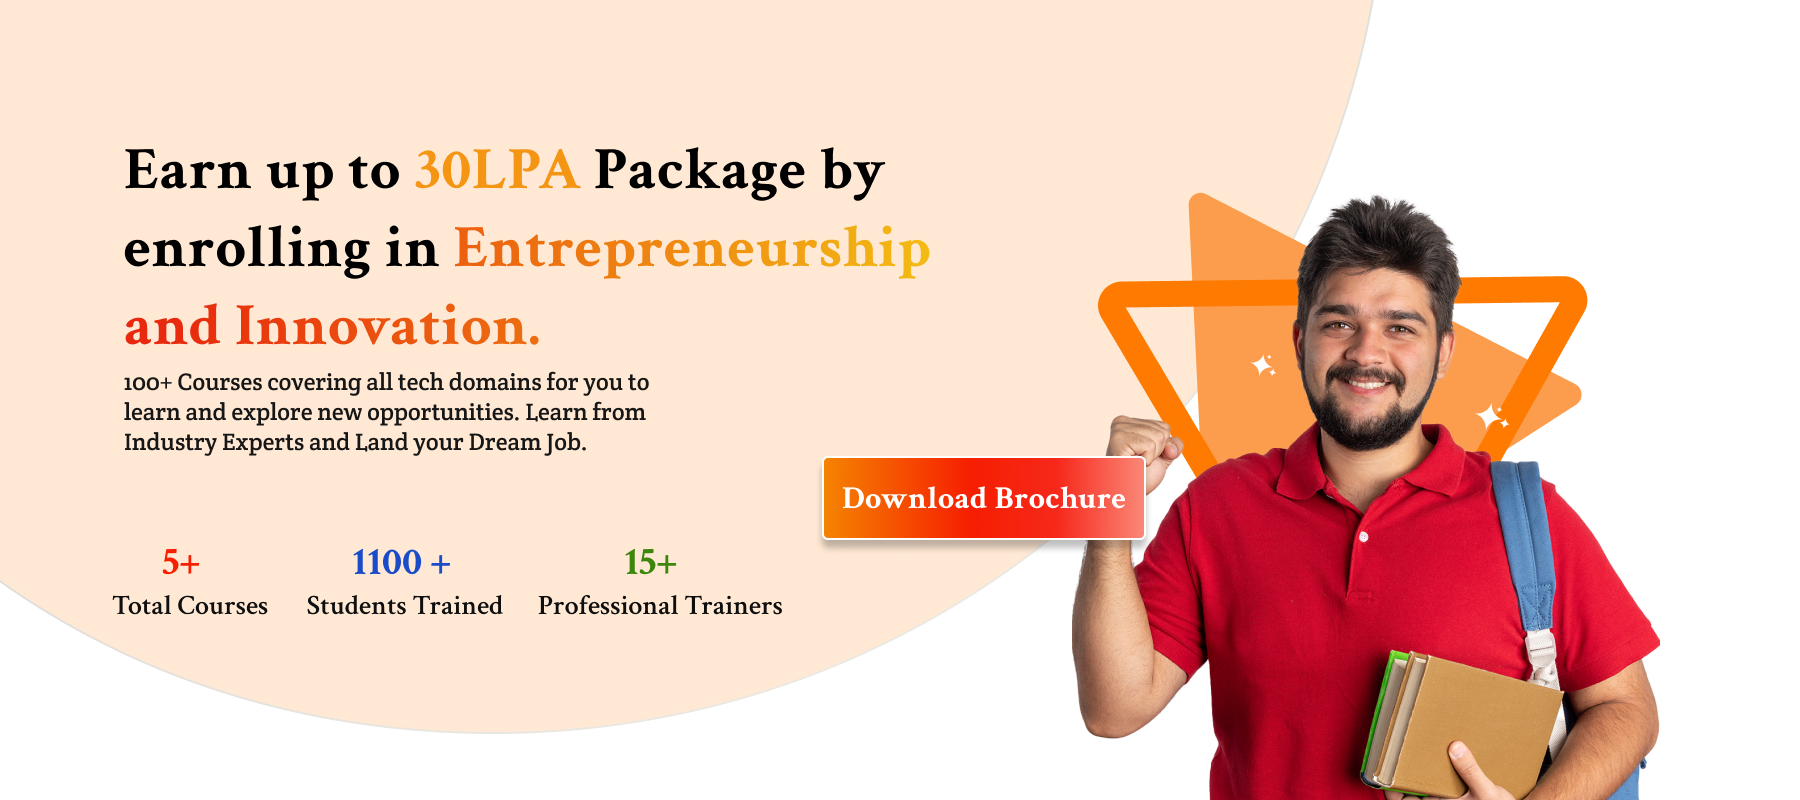 Earn up to 30LPA Package by
enrolling in Entrepreneurship
and Innovation.
100+ Courses covering all tech domains for you to
learn and explore new opportunities. Learn from
Industry Experts and Land your Dream Job.
Download Brochure
5+
Total Courses
1100 +
Students Trained
15+
Professional Trainers